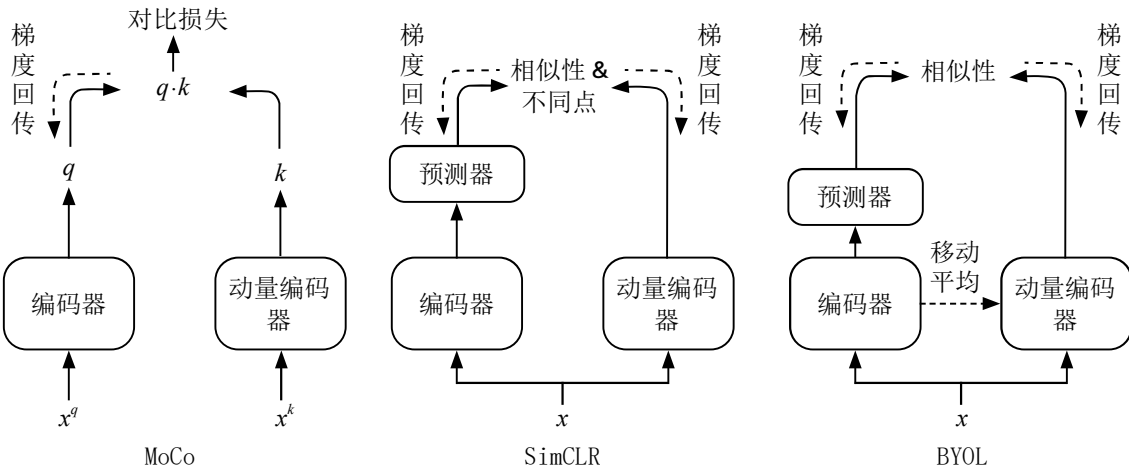 对比损失
梯度回传
q·k
q
k
编码器
动量编码
器
x^q
x^k
MoCo
梯度回传
相似性 &
不同点
梯度回传
预测器
编码器
动量编码
器
x
SimCLR
梯度回传
相似性
梯度回传
预测器
移动
平均
编码器
动量编码
器
x
BYOL